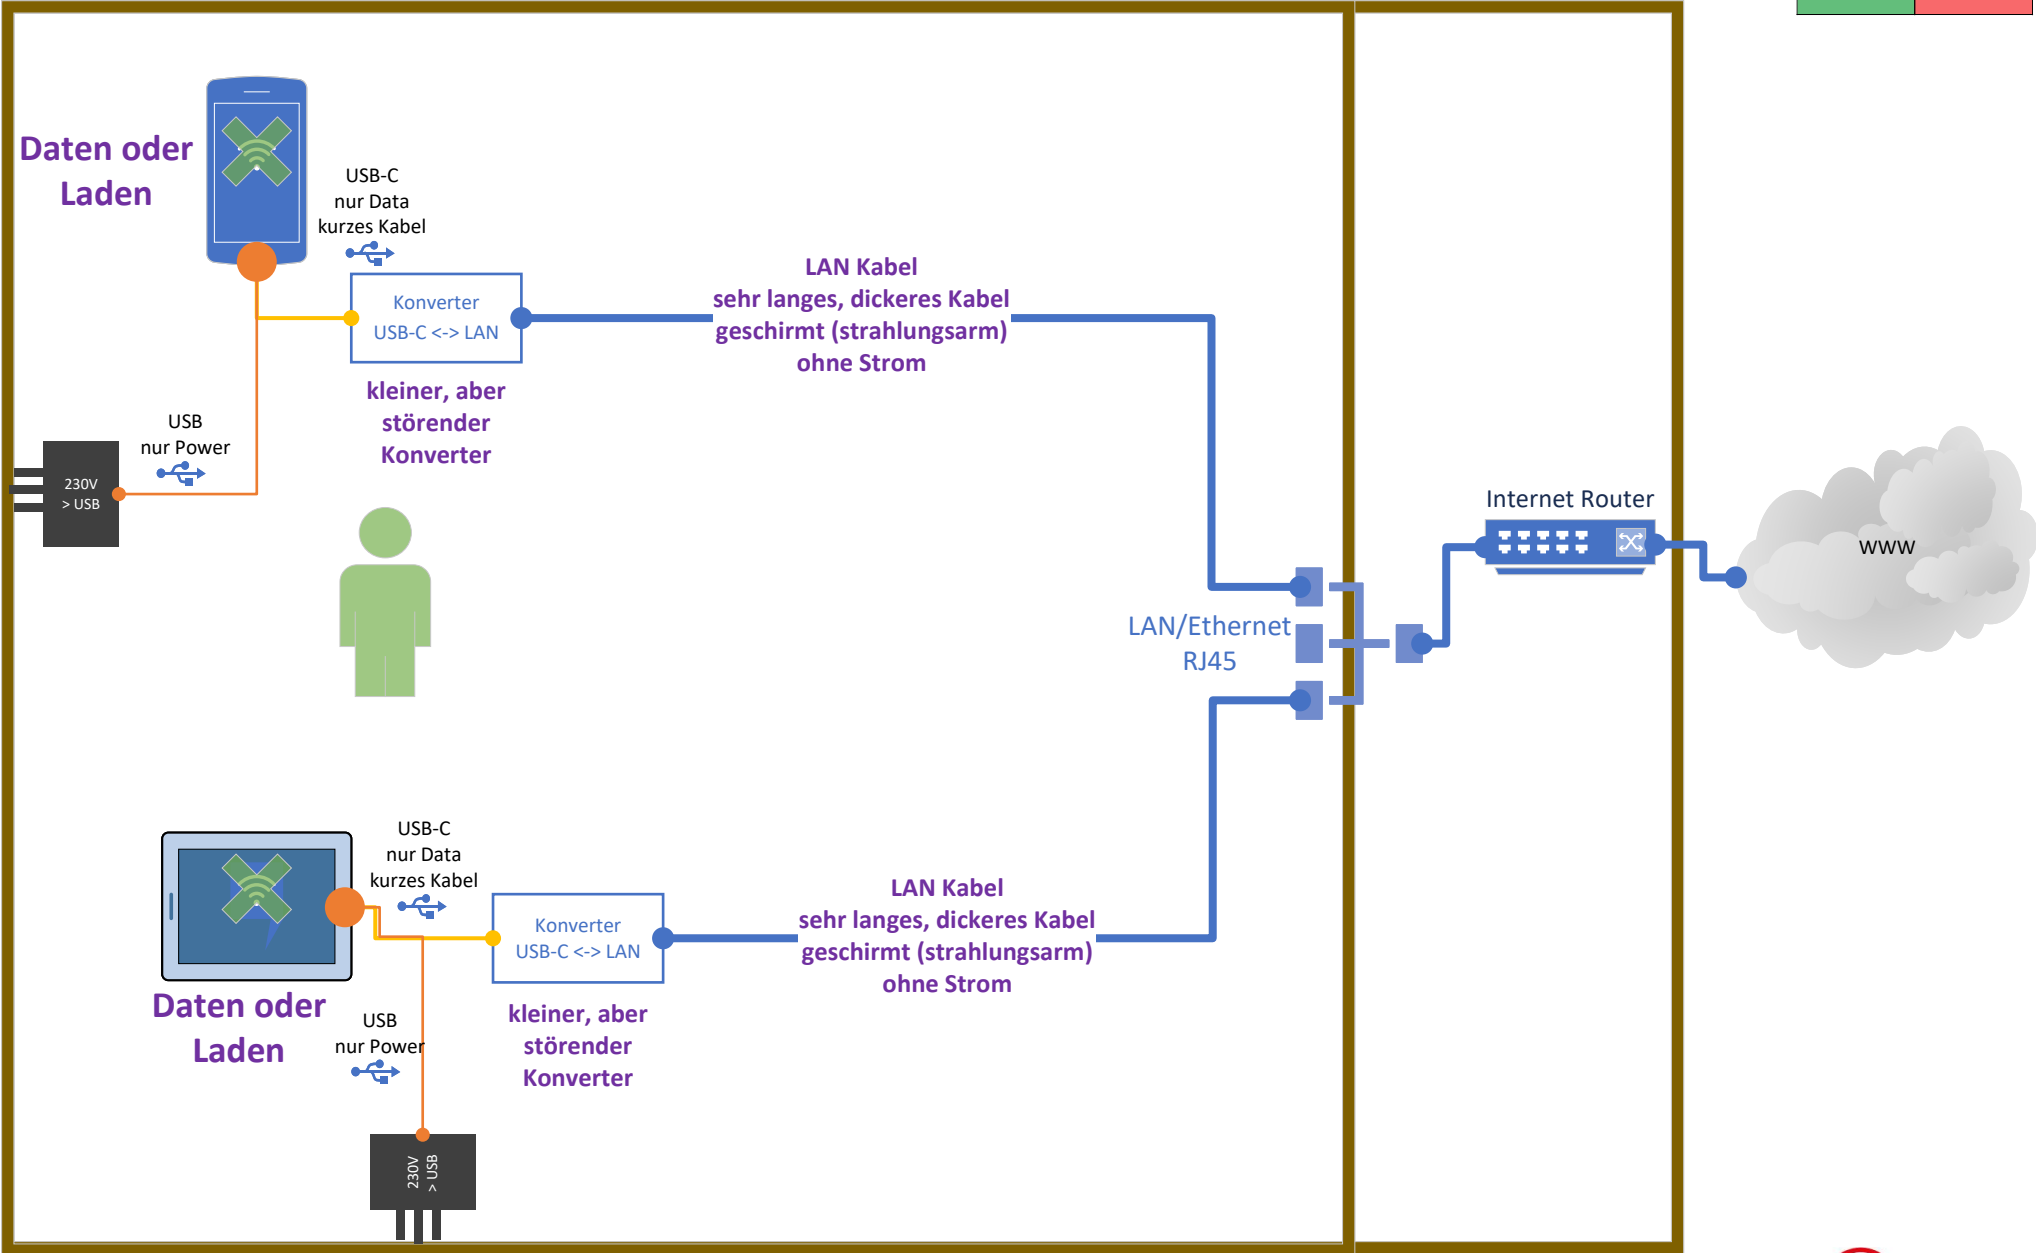 Daten oder
Laden
USB-C
nur Data
kurzes Kabel
Konverter
USB-C <-> LAN
kleiner, aber
störender
Konverter
LAN Kabel
sehr langes, dickeres Kabel
geschirmt (strahlungsarm)
ohne Strom
USB
nur Power
230V
> USB
Internet Router
WWW
LAN/Ethernet
RJ45
USB-C
nur Data
kurzes Kabel
Konverter
USB-C <-> LAN
kleiner, aber
störender
Konverter
LAN Kabel
sehr langes, dickeres Kabel
geschirmt (strahlungsarm)
ohne Strom
Daten oder
Laden
USB
nur Power
230V
> USB